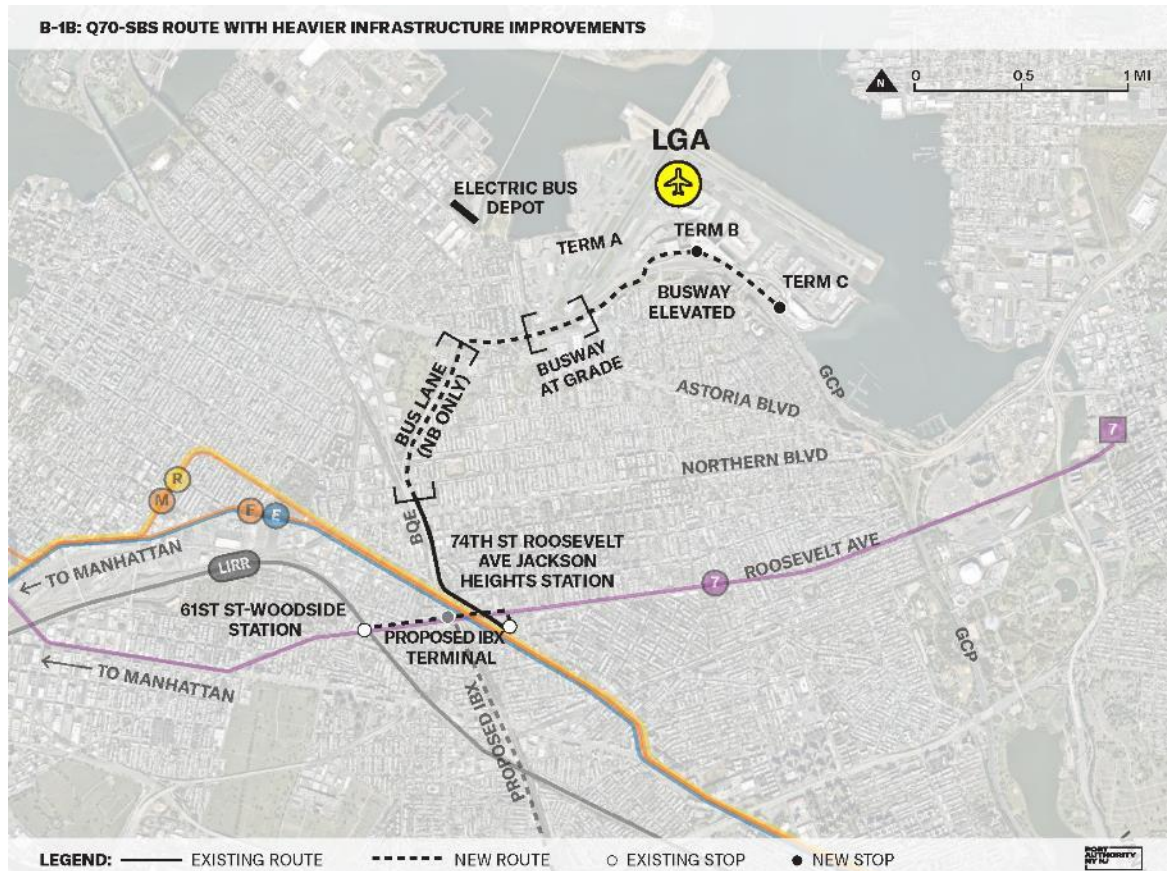 B-1B: Q70-SBS ROUTE WITH HEAVIER INFRASTRUCTURE IMPROVEMENTS
N
0 0.5 1 MI
LGA
ELECTRIC BUS
DEPOT
TERM A
TERM B
TERM C
BUSWAY
ELEVATED
BUSWAY
AT GRADE
BUS LANE
(NB ONLY)
GCP
ASTORIA BLVD
NORTHERN BLVD
7
R
M
F
E
BQE
TO MANHATTAN
LIRR
74TH ST ROOSEVELT
AVE JACKSON
HEIGHTS STATION
7
ROOSEVELT AVE
61ST ST-WOODSIDE
STATION
PROPOSED IBX
TERMINAL
TO MANHATTAN
PROPOSED IBX
GCP
LEGEND: EXISTING ROUTE NEW ROUTE EXISTING STOP NEW STOP
PORT
AUTHORITY
NY NJ